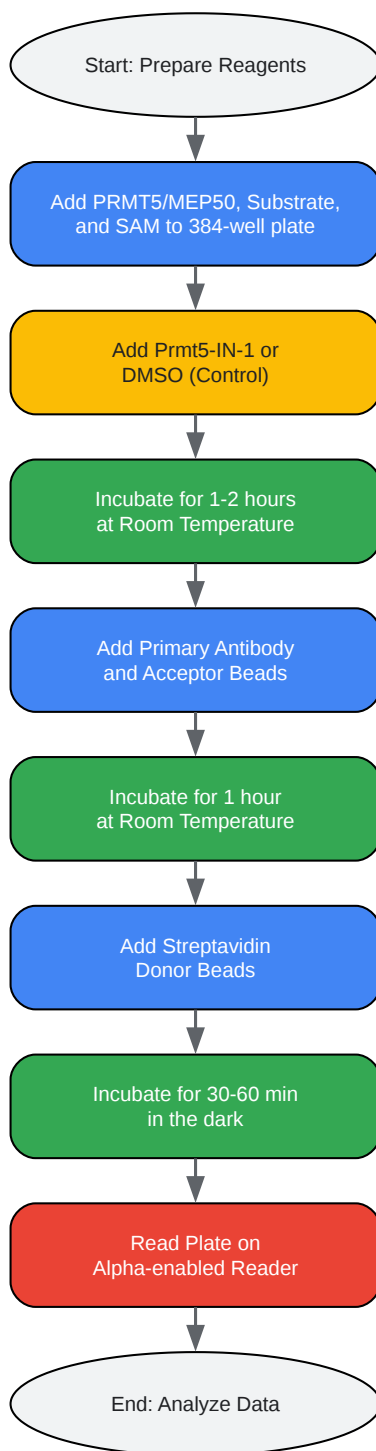 Start: Prepare Reagents
Add PRMT5/MEP50, Substrate,
and SAM to 384-well plate
Add Prmt5-IN-1 or
DMSO (Control)
Incubate for 1-2 hours
at Room Temperature
Add Primary Antibody
and Acceptor Beads
Incubate for 1 hour
at Room Temperature
Add Streptavidin
Donor Beads
Incubate for 30-60 min
in the dark
Read Plate on
Alpha-enabled Reader
End: Analyze Data